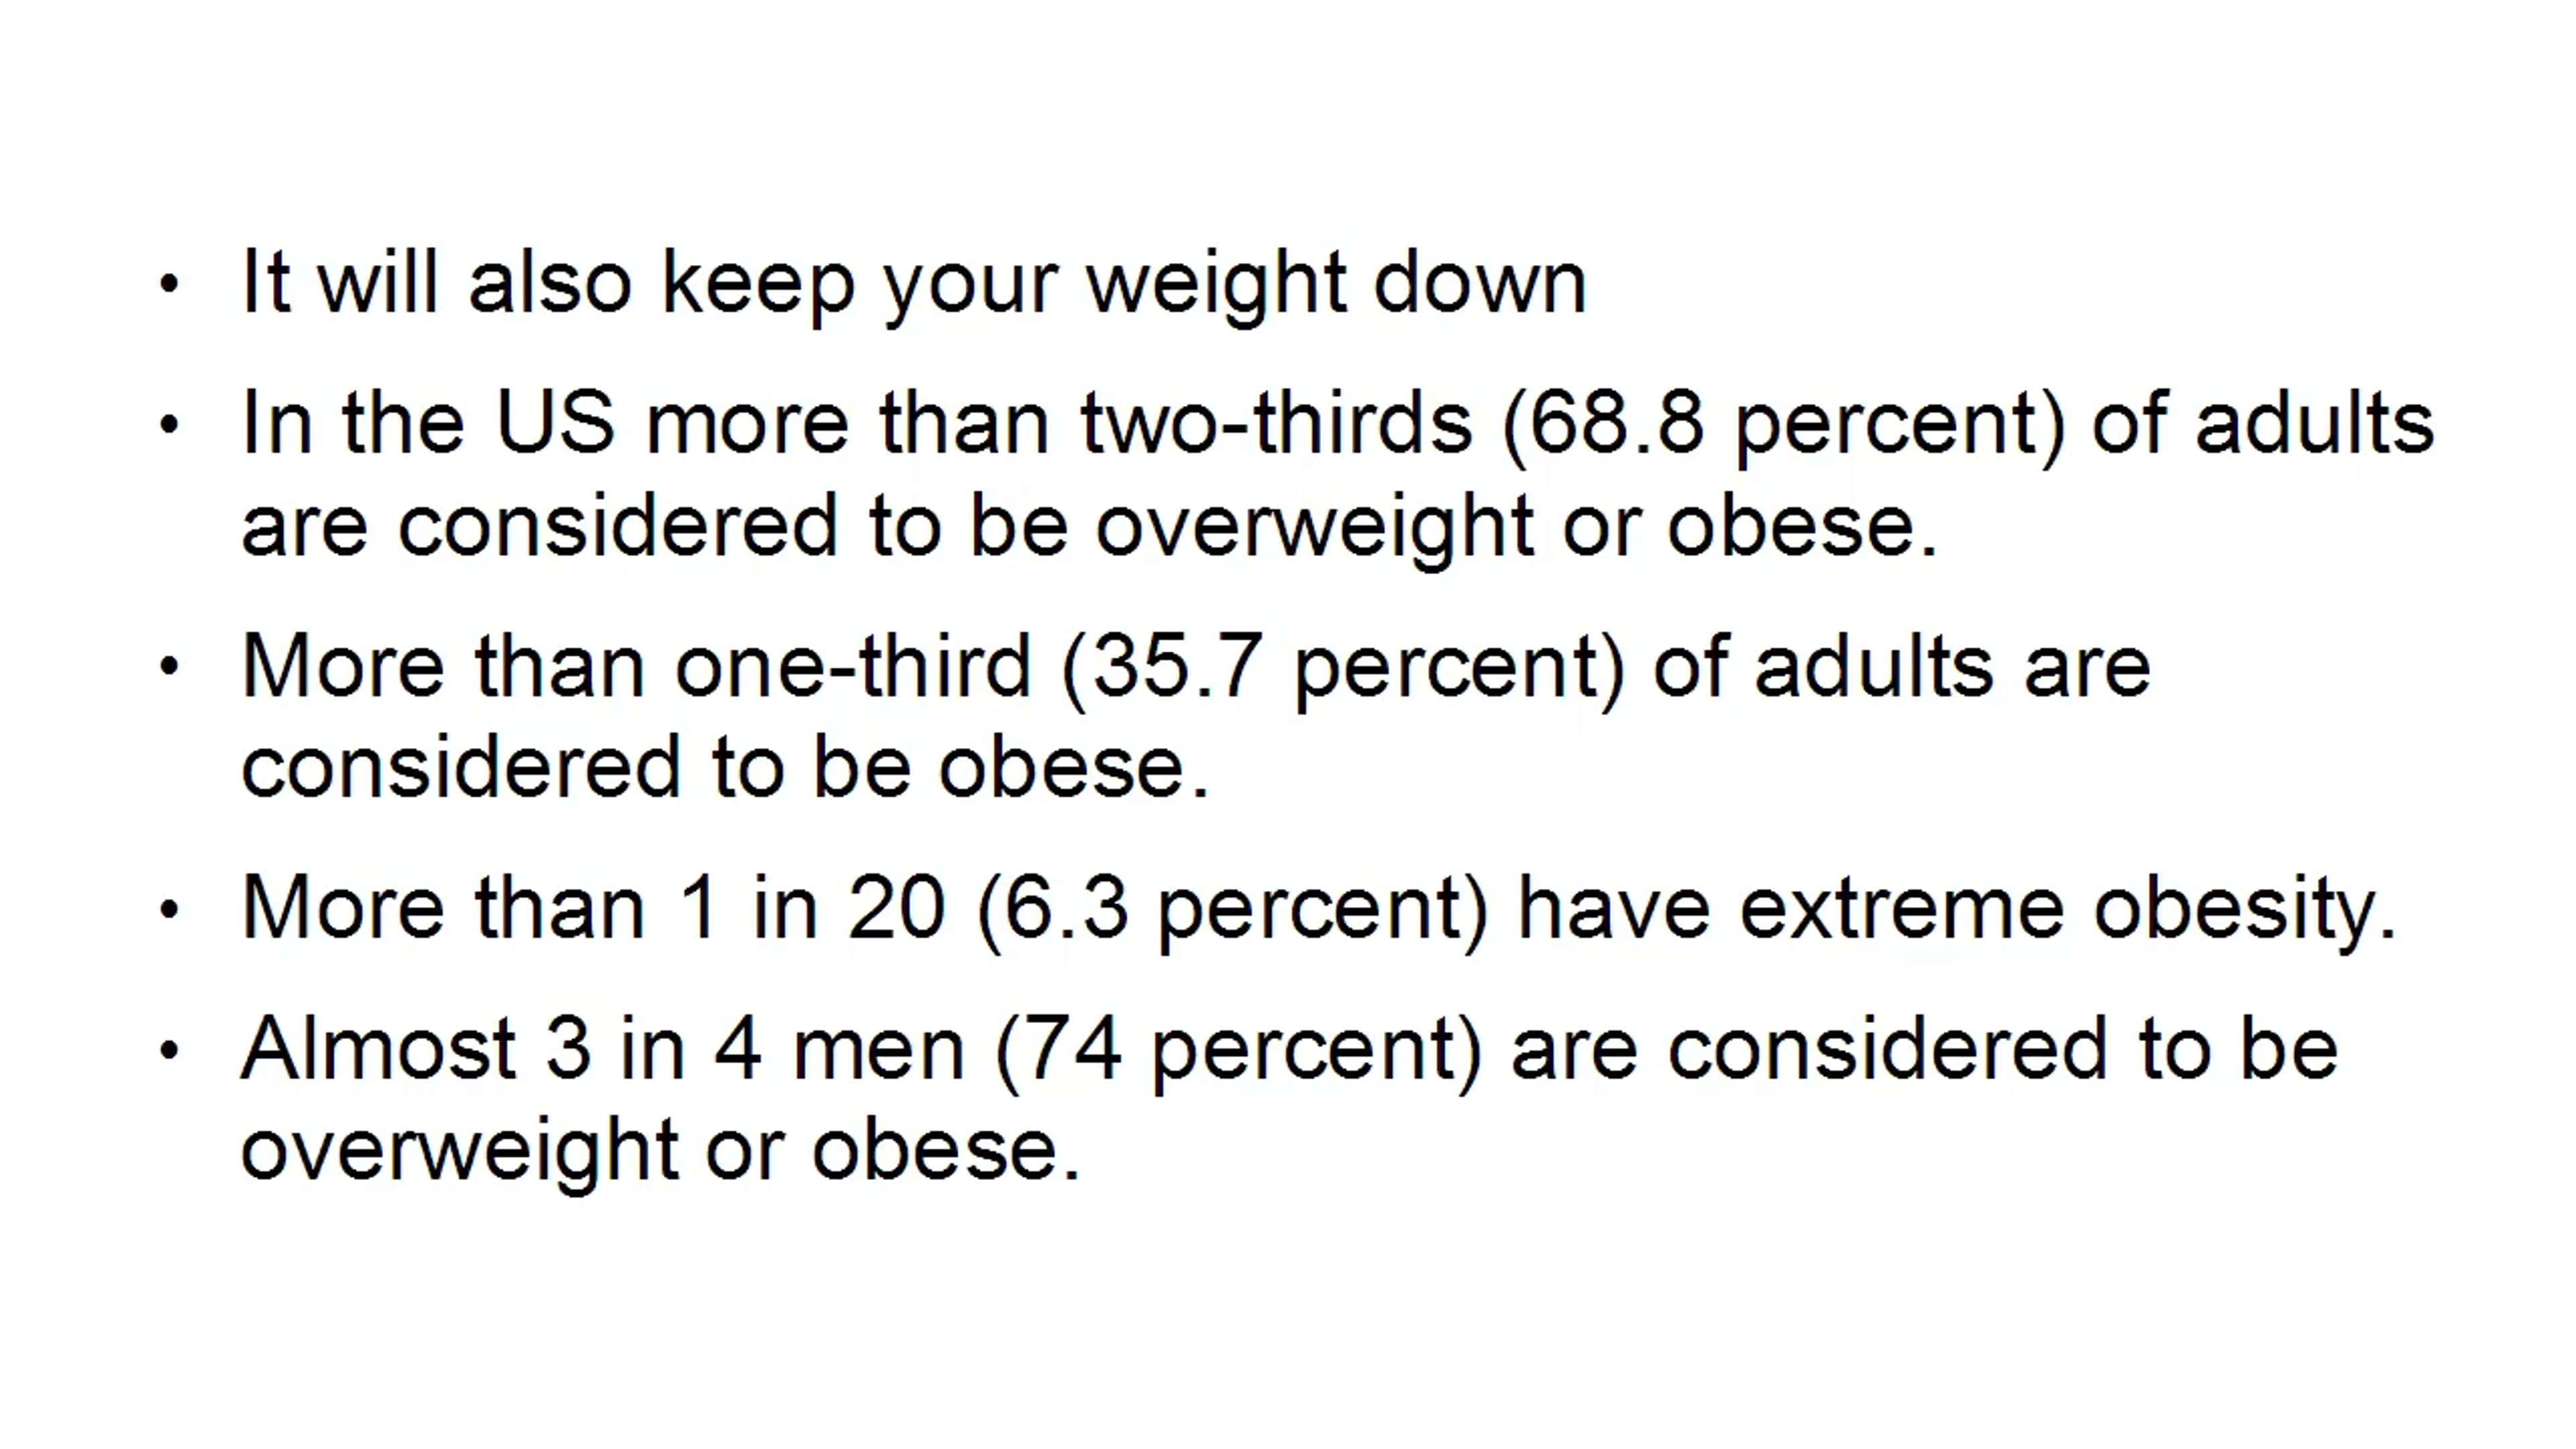 • It will also keep your weight down
• In the US more than two-thirds (68.8 percent) of adults
are considered to be overweight or obese.
• More than one-third (35.7 percent) of adults are
considered to be obese.
• More than 1 in 20 (6.3 percent) have extreme obesity.
• Almost 3 in 4 men (74 percent) are considered to be
overweight or obese.